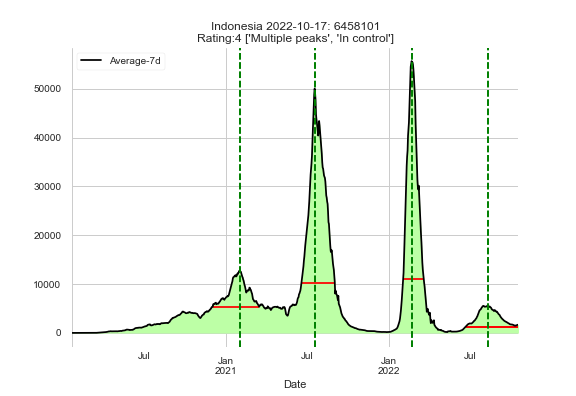 Indonesia 2022-10-17: 6458101
Rating:4 ['Multiple peaks', 'In control']
Average-7d
50000
40000
30000
20000
10000
0
Jul
Jan
2021
Jul
Jan
2022
Jul
Date